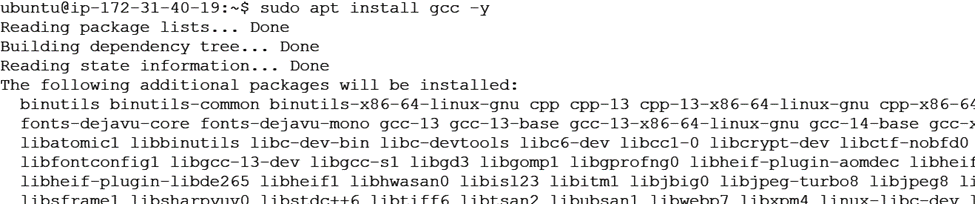 ubuntu@ip-172-31-40-19:~$ sudo apt install gcc -y
Reading package lists... Done
Building dependency tree... Done
Reading state information... Done
The following additional packages will be installed:
binutils binutils-common binutils-x86-64-linux-gnu cpp cpp-13 cpp-13-x86-64-linux-gnu cpp-x86-64
fonts-dejavu-core fonts-dejavu-mono gcc-13 gcc-13-base gcc-13-x86-64-linux-gnu gcc-14-base gcc-x
libatomic1 libbinutils libc-dev-bin libc-devtools libc6-dev libcc1-0 libcrypt-dev libctf-nobfd0
libfontconfig1 libgcc-13-dev libgcc-s1 libgd3 libgomp1 libgprofng0 libheif-plugin-aomdec libheif
libheif-plugin-libde265 libheif1 libhwasan0 libisl23 libitm1 libjbig0 libjpeg-turbo8 libjpeg8 li
libsframe1 libsharpyuv0 libstdc++6 libtiff6 libtsan2 libubsan1 libwebp7 libxpm4 linux-libc-dev